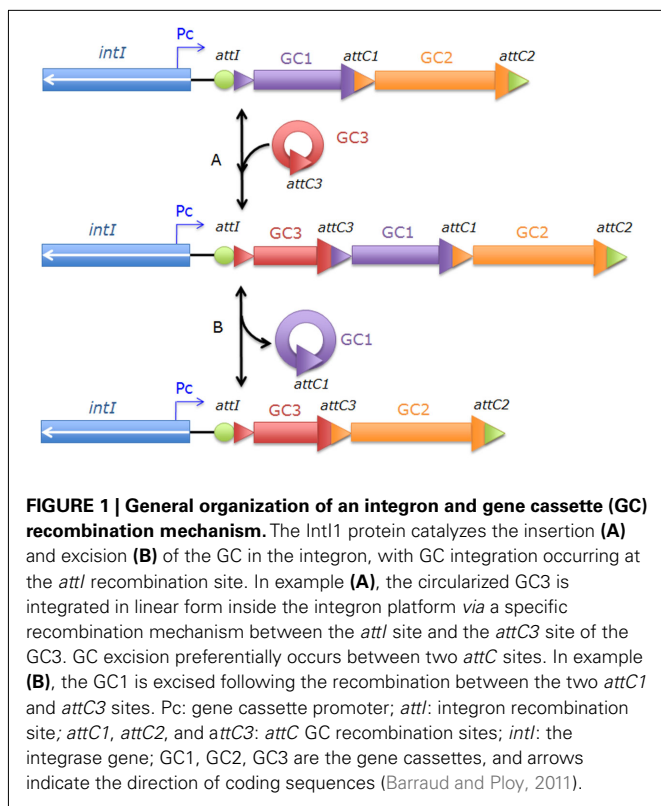 intI Pc attI GC1 attC1 GC2 attC2
A GC3
attC3
intI Pc attI GC3 attC3 GC1 attC1 GC2 attC2
B GC1
attC1
intI Pc attI GC3 attC3 GC2 attC2
FIGURE 1 | General organization of an integron and gene cassette (GC)
recombination mechanism. The IntI1 protein catalyzes the insertion (A)
and excision (B) of the GC in the integron, with GC integration occurring at
the attI recombination site. In example (A), the circularized GC3 is
integrated in linear form inside the integron platform via a specific
recombination mechanism between the attI site and the attC3 site of the
GC3. GC excision preferentially occurs between two attC sites. In example
(B), the GC1 is excised following the recombination between the two attC1
and attC3 sites. Pc: gene cassette promoter; attI: integron recombination
site; attC1, attC2, and attC3: attC GC recombination sites; intI: the
integrase gene; GC1, GC2, GC3 are the gene cassettes, and arrows
indicate the direction of coding sequences (Barraud and Ploy, 2011).